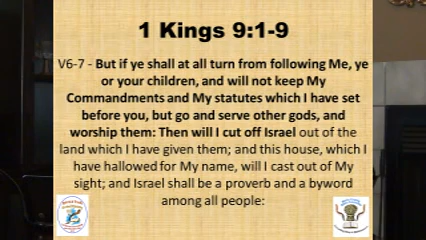 1 Kings 9:1-9
V6-7 - But if ye shall at all turn from following Me, ye
or your children, and will not keep My
Commandments and My statutes which I have set
before you, but go and serve other gods, and
worship them: Then will I cut off Israel out of the
land which I have given them; and this house, which I
have hallowed for My name, will I cast out of My
sight; and Israel shall be a proverb and a byword
among all people: